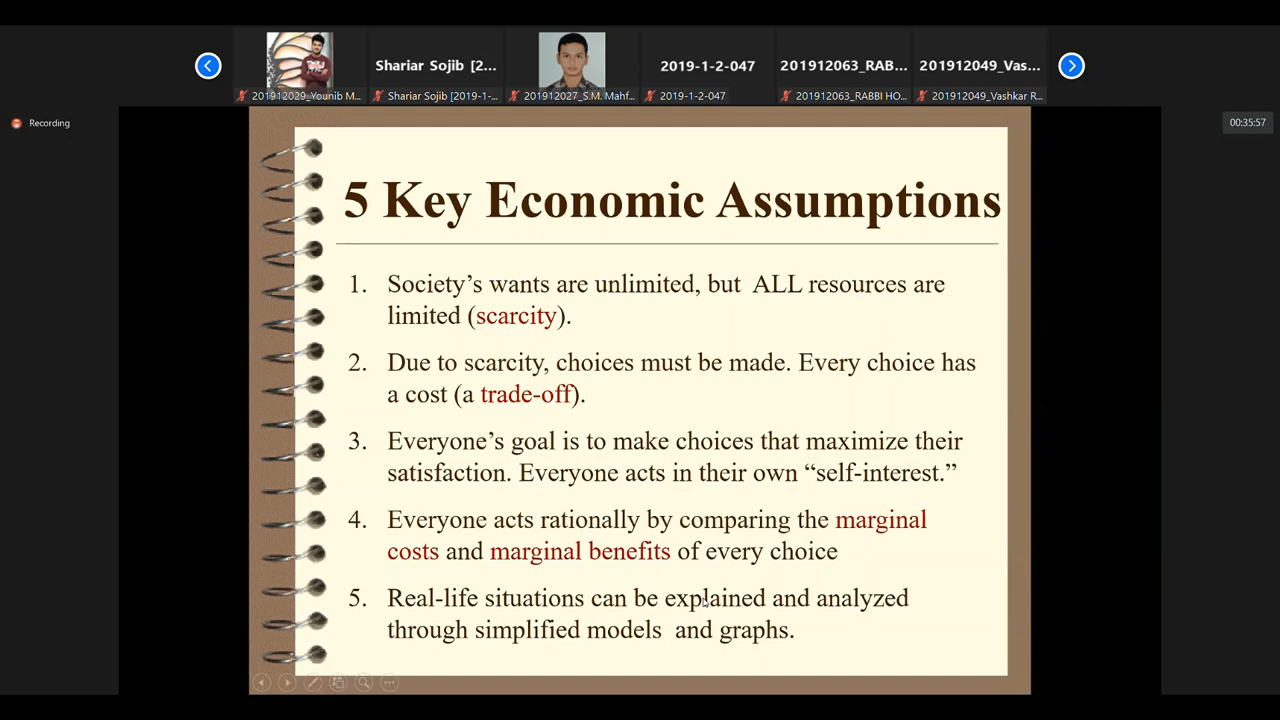 Shariar Sojib [2...
2019-1-2-047
201912063_RAB...
201912049_Vas...
201912029_Younib M...
Shariar Sojib [2019-1-...
201912027_S.M. Mahf...
2019-1-2-047
201912063_RABBI HO...
201912049_Vashkar R...
Recording
00:35:57
5 Key Economic Assumptions
1. Society’s wants are unlimited, but ALL resources are
limited (scarcity).
2. Due to scarcity, choices must be made. Every choice has
a cost (a trade-off).
3. Everyone’s goal is to make choices that maximize their
satisfaction. Everyone acts in their own “self-interest.”
4. Everyone acts rationally by comparing the marginal
costs and marginal benefits of every choice
5. Real-life situations can be explained and analyzed
through simplified models and graphs.